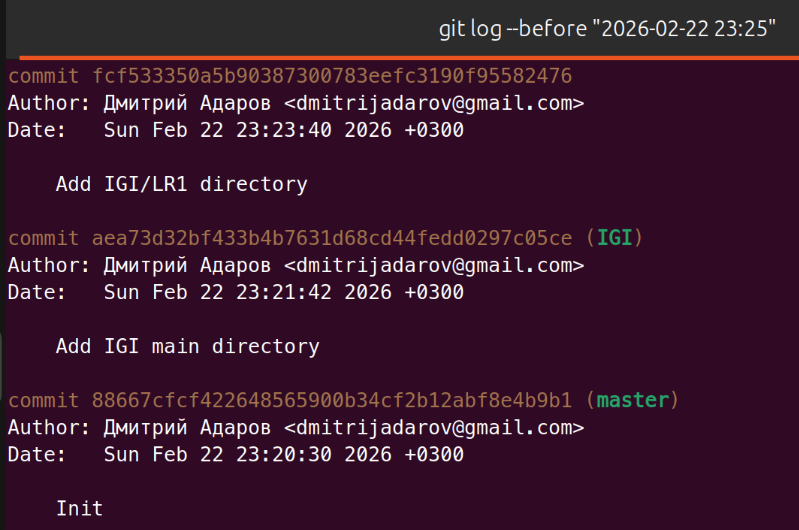 git log --before "2026-02-22 23:25"
commit fcf533350a5b90387300783eefc3190f95582476
Author: Дмитрий Адаров <dmitrijadarov@gmail.com>
Date:   Sun Feb 22 23:23:40 2026 +0300
Add IGI/LR1 directory
commit aea73d32bf433b4b7631d68cd44fedd0297c05ce (IGI)
Author: Дмитрий Адаров <dmitrijadarov@gmail.com>
Date:   Sun Feb 22 23:21:42 2026 +0300
Add IGI main directory
commit 88667cfcf422648565900b34cf2b12abf8e4b9b1 (master)
Author: Дмитрий Адаров <dmitrijadarov@gmail.com>
Date:   Sun Feb 22 23:20:30 2026 +0300
Init